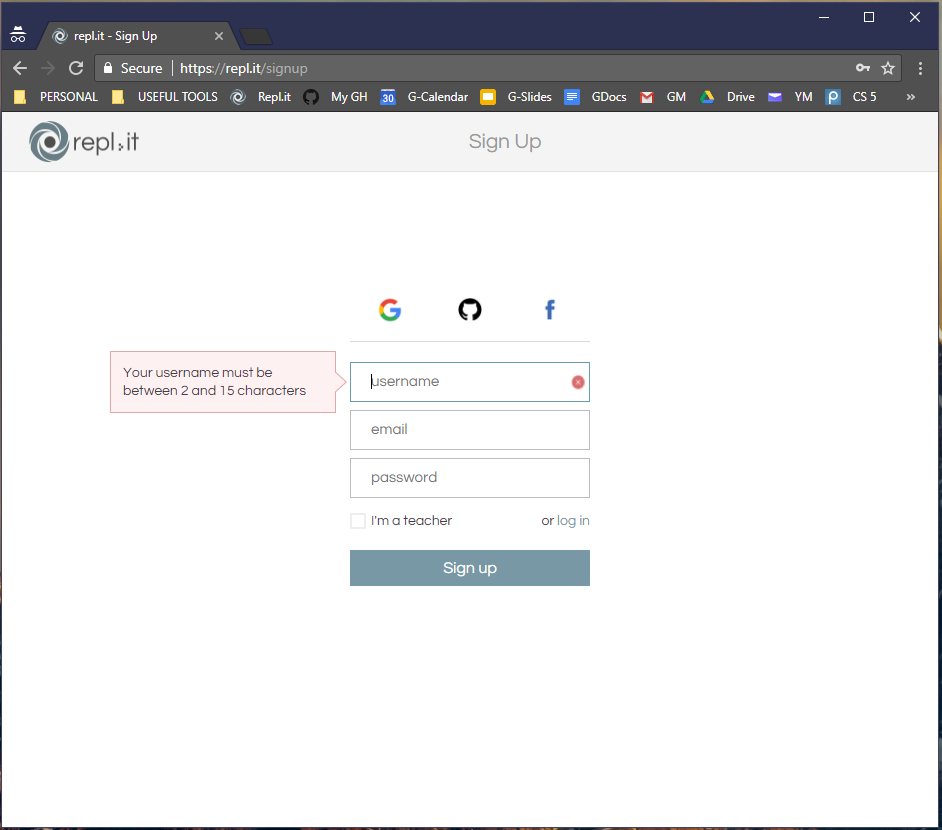 repl.it - Sign Up
Secure https://repl.it/signup
PERSONAL USEFUL TOOLS Repl.it My GH 30 G-Calendar G-Slides GDocs GM Drive YM CS 5 »
repl.it Sign Up
Your username must be
between 2 and 15 characters
username
email
password
I'm a teacher or log in
Sign up